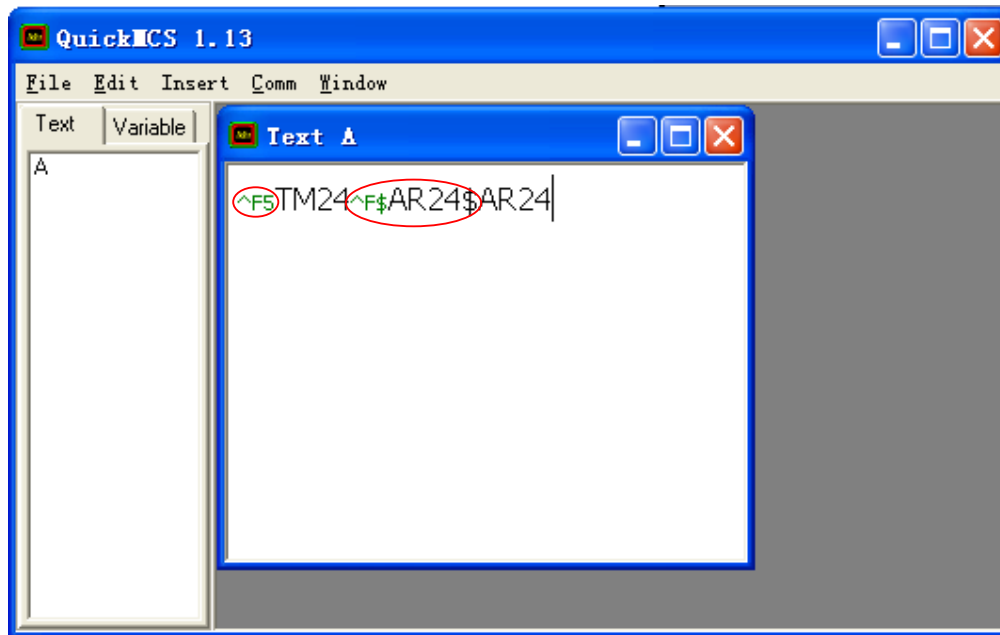 QuickMCS 1.13
File Edit Insert Comm Window
Text Variable
A
Text A
^F5TM24^F$AR24$AR24